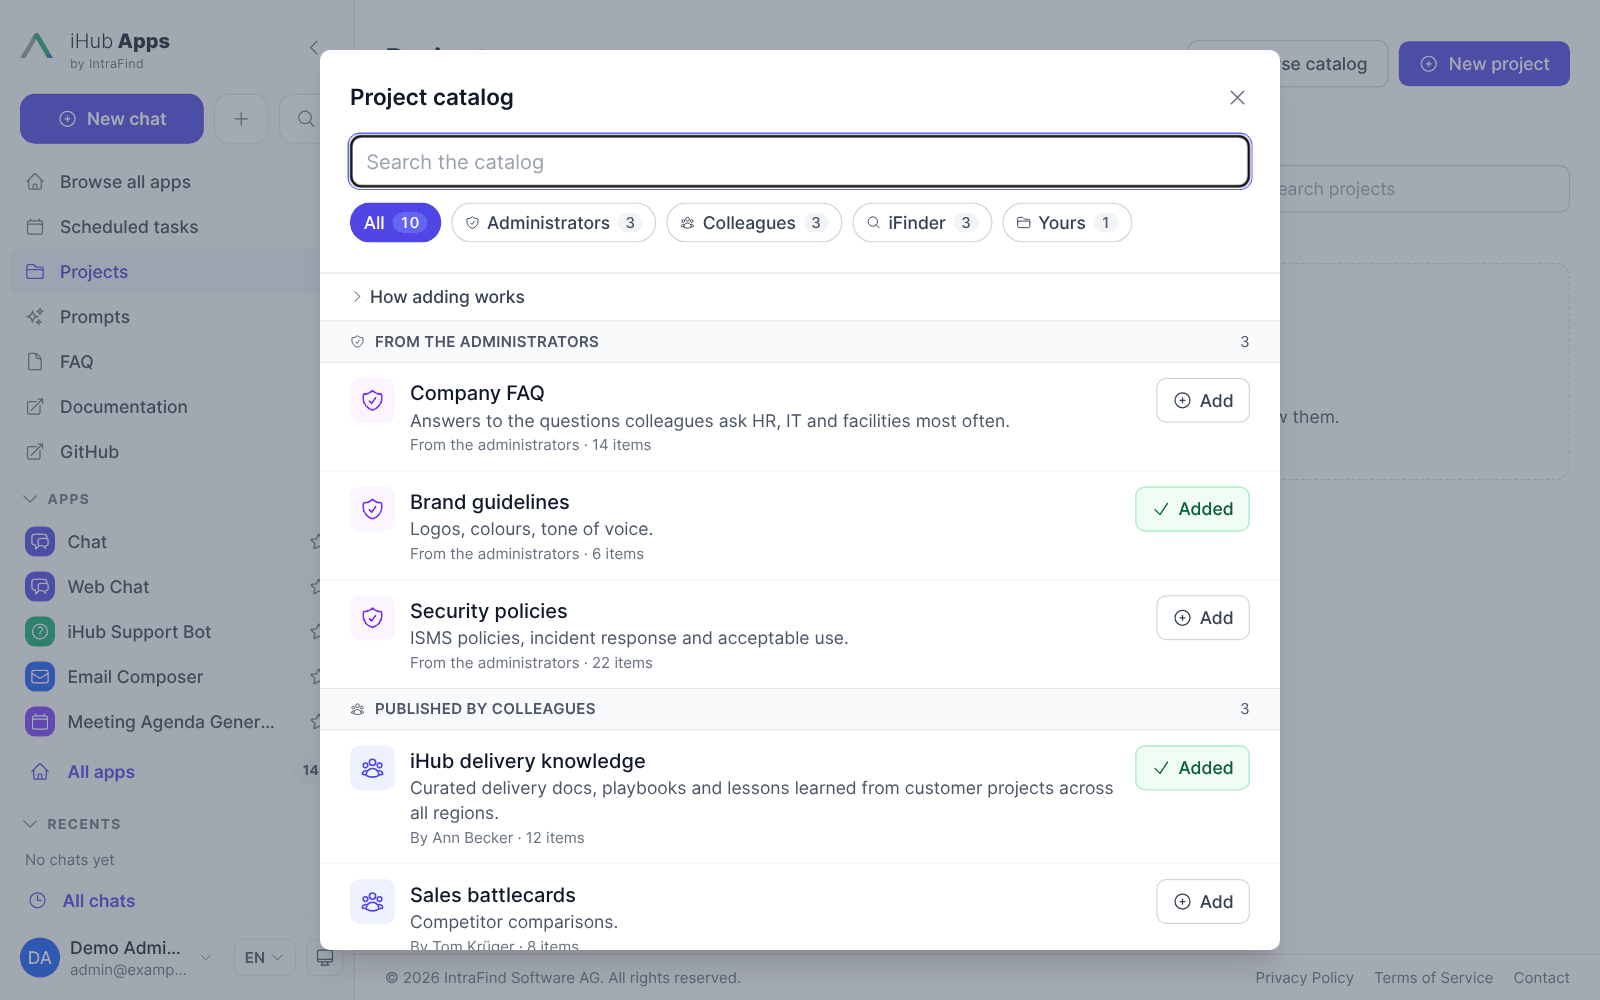 iHub Apps
by IntraFind
New chat
Browse all apps
Scheduled tasks
Projects
Prompts
FAQ
Documentation
GitHub
APPS
Chat
Web Chat
iHub Support Bot
Email Composer
Meeting Agenda Gener...
All apps
14
RECENTS
No chats yet
All chats
DA
Demo Admi...
admin@examp...
EN
se catalog
New project
earch projects
w them.
Project catalog
Search the catalog
All 10
Administrators 3
Colleagues 3
iFinder 3
Yours 1
How adding works
FROM THE ADMINISTRATORS 3
Company FAQ
Answers to the questions colleagues ask HR, IT and facilities most often.
From the administrators · 14 items
Add
Brand guidelines
Logos, colours, tone of voice.
From the administrators · 6 items
Added
Security policies
ISMS policies, incident response and acceptable use.
From the administrators · 22 items
Add
PUBLISHED BY COLLEAGUES 3
iHub delivery knowledge
Curated delivery docs, playbooks and lessons learned from customer projects across
all regions.
By Ann Becker · 12 items
Added
Sales battlecards
Competitor comparisons.
By Tom Krüger · 8 items
Add
© 2026 IntraFind Software AG. All rights reserved.
Privacy Policy
Terms of Service
Contact